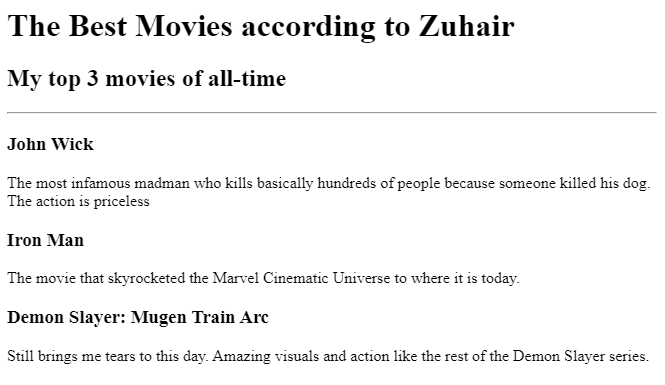 The Best Movies according to Zuhair
My top 3 movies of all-time
John Wick
The most infamous madman who kills basically hundreds of people because someone killed his dog.
The action is priceless
Iron Man
The movie that skyrocketed the Marvel Cinematic Universe to where it is today.
Demon Slayer: Mugen Train Arc
Still brings me tears to this day. Amazing visuals and action like the rest of the Demon Slayer series.